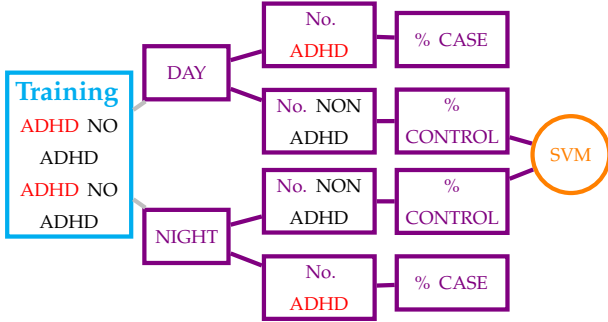 Training
ADHD NO
ADHD
ADHD NO
ADHD
DAY
NIGHT
No.
ADHD
No. NON
ADHD
No. NON
ADHD
No.
ADHD
% CASE
%
CONTROL
%
CONTROL
% CASE
SVM